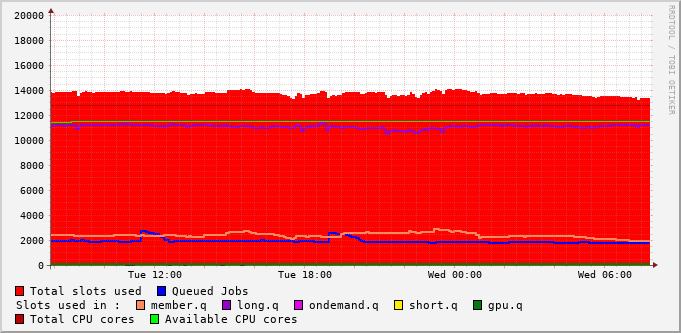 20000
18000
16000
14000
12000
10000
8000
6000
4000
2000
0
Tue 12:00 Tue 18:00 Wed 00:00 Wed 06:00
RRDTOOL / TOBI OETIKER
Total slots used Queued Jobs
Slots used in : member.q long.q ondemand.q short.q gpu.q
Total CPU cores Available CPU cores